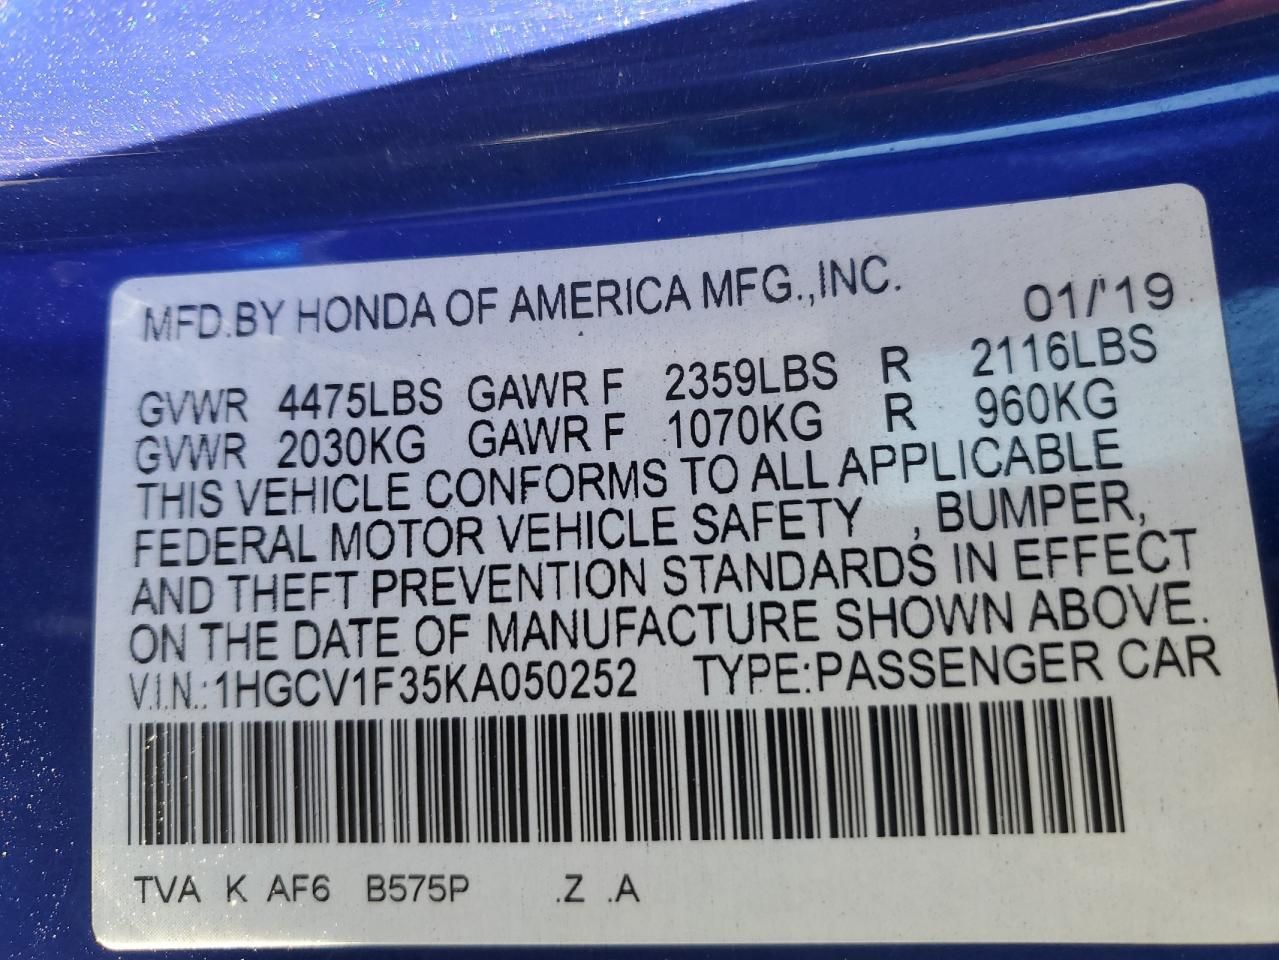 MFD.BY HONDA OF AMERICA MFG.,INC. 01/'19
GVWR 4475LBS GAWR F 2359LBS R 2116LBS
GVWR 2030KG GAWR F 1070KG R 960KG
THIS VEHICLE CONFORMS TO ALL APPLICABLE
FEDERAL MOTOR VEHICLE SAFETY , BUMPER,
AND THEFT PREVENTION STANDARDS IN EFFECT
ON THE DATE OF MANUFACTURE SHOWN ABOVE.
V.I.N.:1HGCV1F35KA050252 TYPE:PASSENGER CAR
TVA K AF6 B575P .Z .A